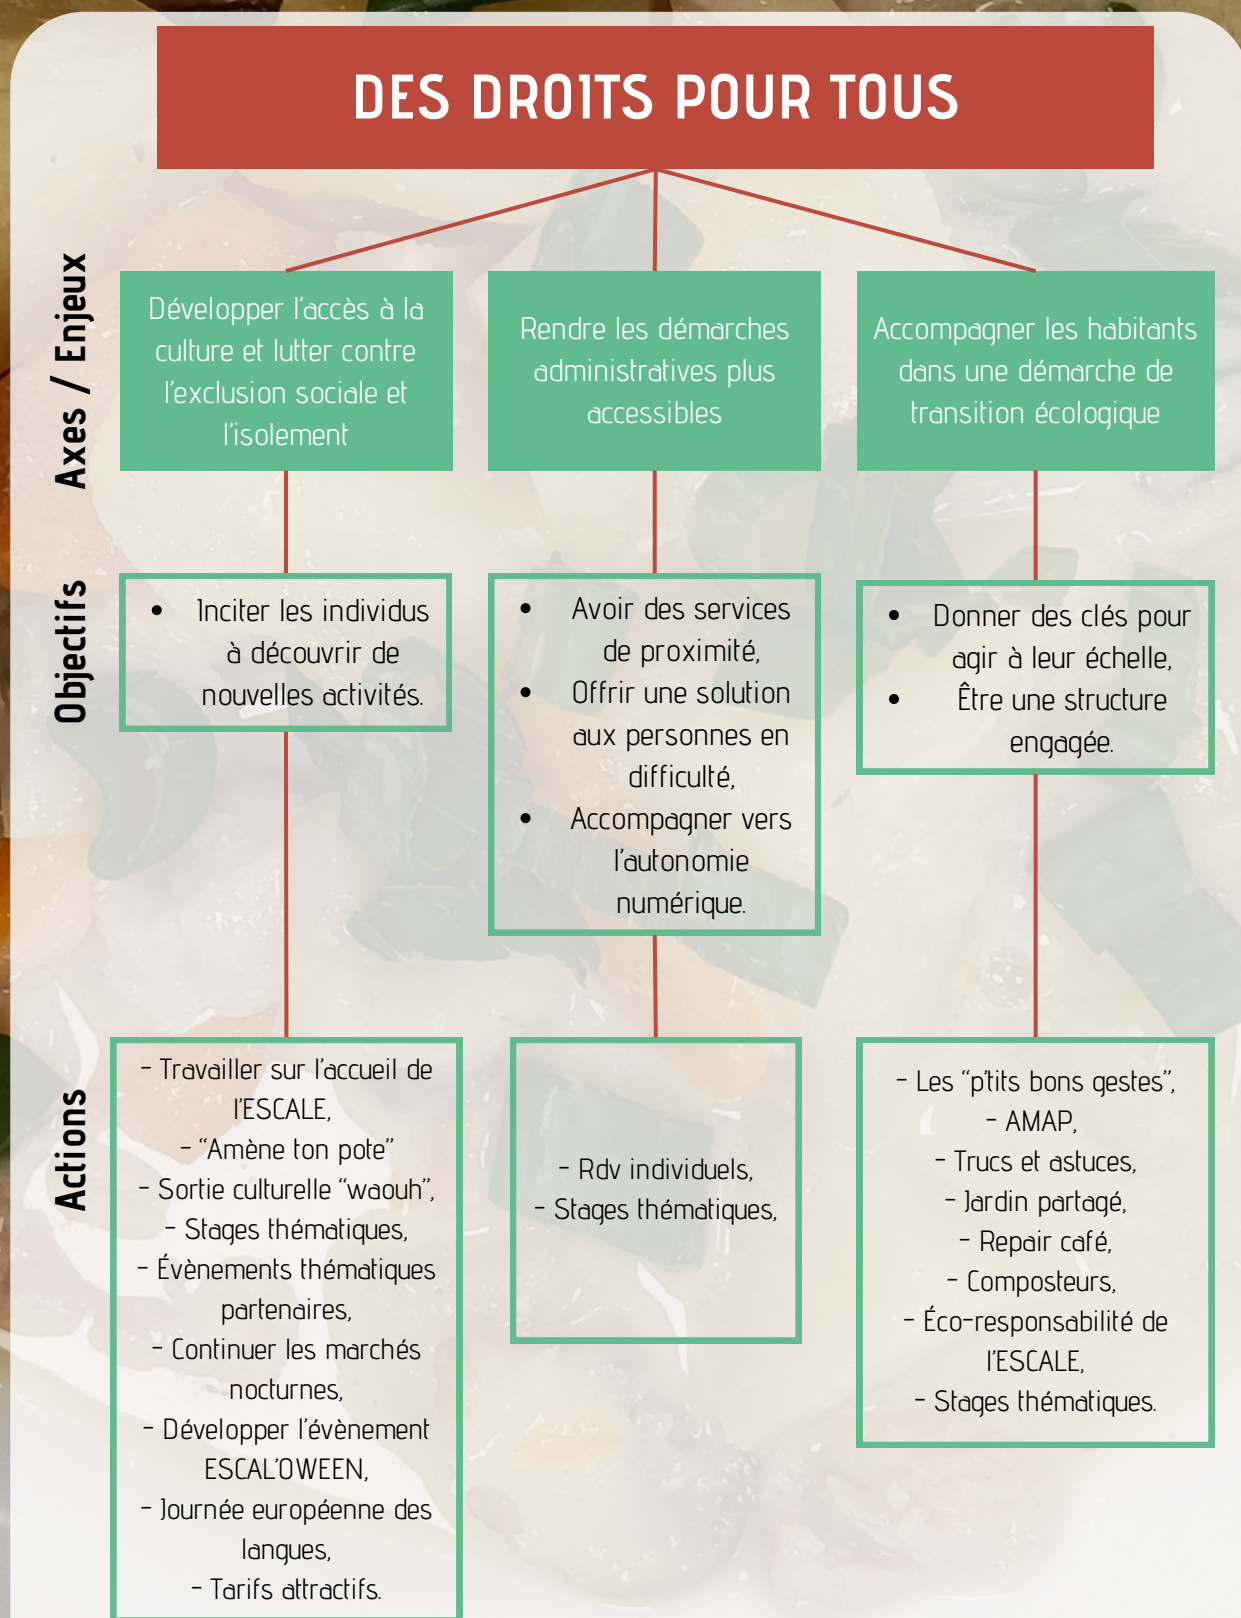 DES DROITS POUR TOUS
Axes / Enjeux
Développer l'accès à la
culture et lutter contre
l'exclusion sociale et
l'isolement
Rendre les démarches
administratives plus
accessibles
Accompagner les habitants
dans une démarche de
transition écologique
Objectifs
• Inciter les individus
à découvrir de
nouvelles activités.
• Avoir des services
de proximité,
• Offrir une solution
aux personnes en
difficulté,
• Accompagner vers
l'autonomie
numérique.
• Donner des clés pour
agir à leur échelle,
• Être une structure
engagée.
Actions
- Travailler sur l'accueil de
l'ESCALE,
- “Amène ton pote”
- Sortie culturelle “waouh”,
- Stages thématiques,
- Évènements thématiques
partenaires,
- Continuer les marchés
nocturnes,
- Développer l'évènement
ESCAL'OWEEN,
- Journée européenne des
langues,
- Tarifs attractifs.
- Rdv individuels,
- Stages thématiques,
- Les “p'tits bons gestes”,
- AMAP,
- Trucs et astuces,
- Jardin partagé,
- Repair café,
- Composteurs,
- Éco-responsabilité de
l'ESCALE,
- Stages thématiques.